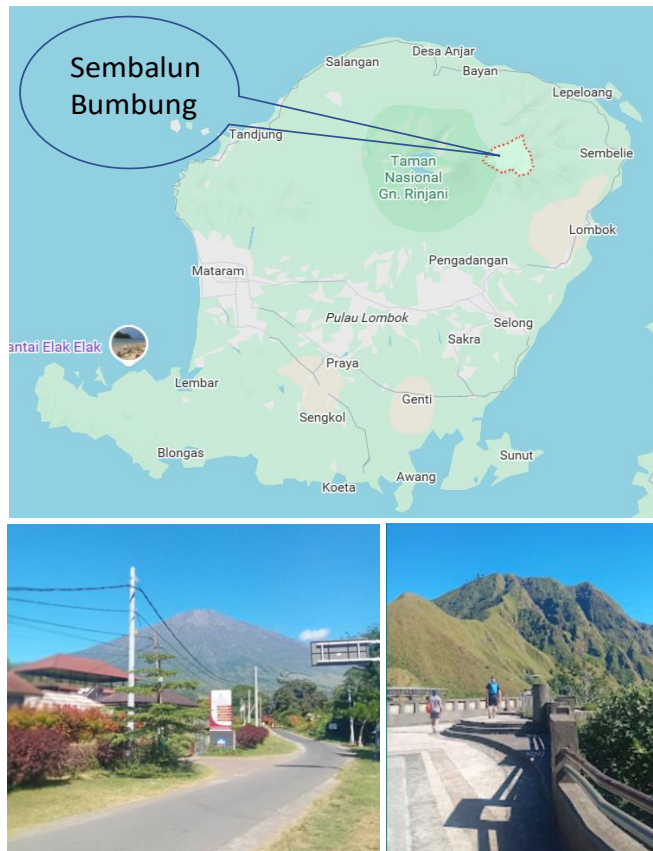 Sembalun
Bumbung
Desa Anjar
Salangan
Bayan
Lepeloang
Tandjung
Sembelie
Taman
Nasional
Gn. Rinjani
Lombok
Pengadangan
Mataram
Pulau Lombok
Selong
Sakra
antai Elak Elak
Praya
Lembar
Genti
Sengkol
Blongas
Sunut
Awang
Koeta